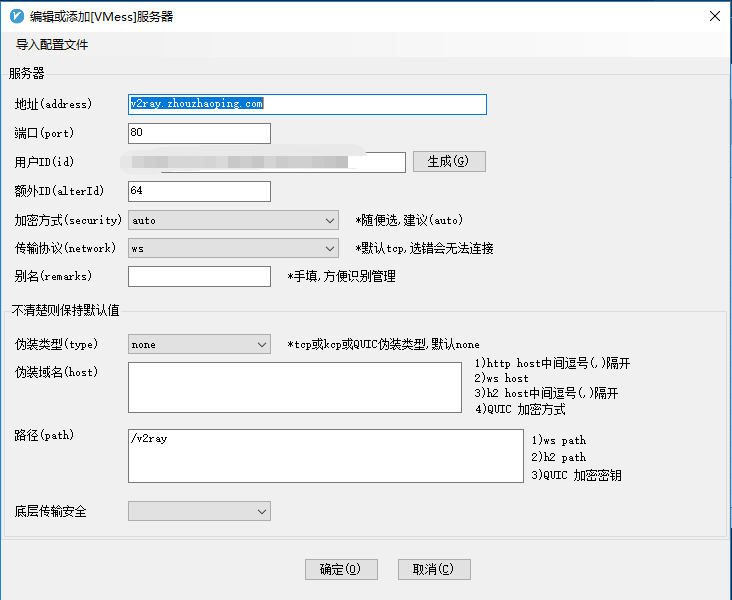 编辑或添加[VMess]服务器
导入配置文件
服务器
地址(address) v2ray.zhouzhaoping.com
端口(port) 80
用户ID(id) 生成(G)
额外ID(alterId) 64
加密方式(security) auto *随便选,建议(auto)
传输协议(network) ws *默认tcp,选错会无法连接
别名(remarks) *手填,方便识别管理
不清楚则保持默认值
伪装类型(type) none *tcp或kcp或QUIC伪装类型,默认none
伪装域名(host)
1)http host中间逗号(,)隔开
2)ws host
3)h2 host中间逗号(,)隔开
4)QUIC 加密方式
路径(path) /v2ray
1)ws path
2)h2 path
3)QUIC 加密密钥
底层传输安全
确定(O) 取消(C)